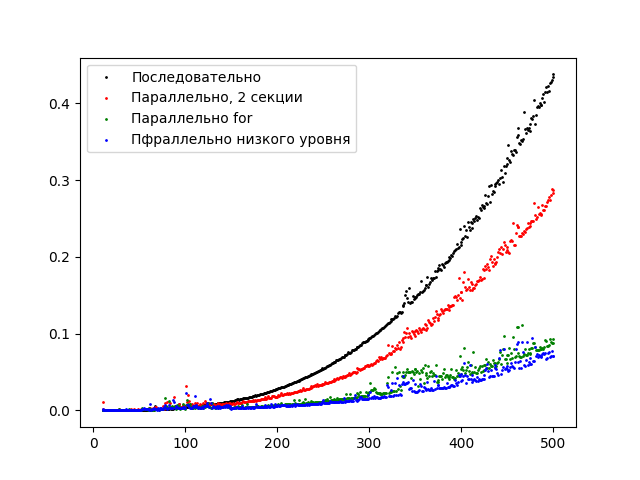 Последовательно
Параллельно, 2 секции
Параллельно for
Пфраллельно низкого уровня
0.4
0.3
0.2
0.1
0.0
0 100 200 300 400 500